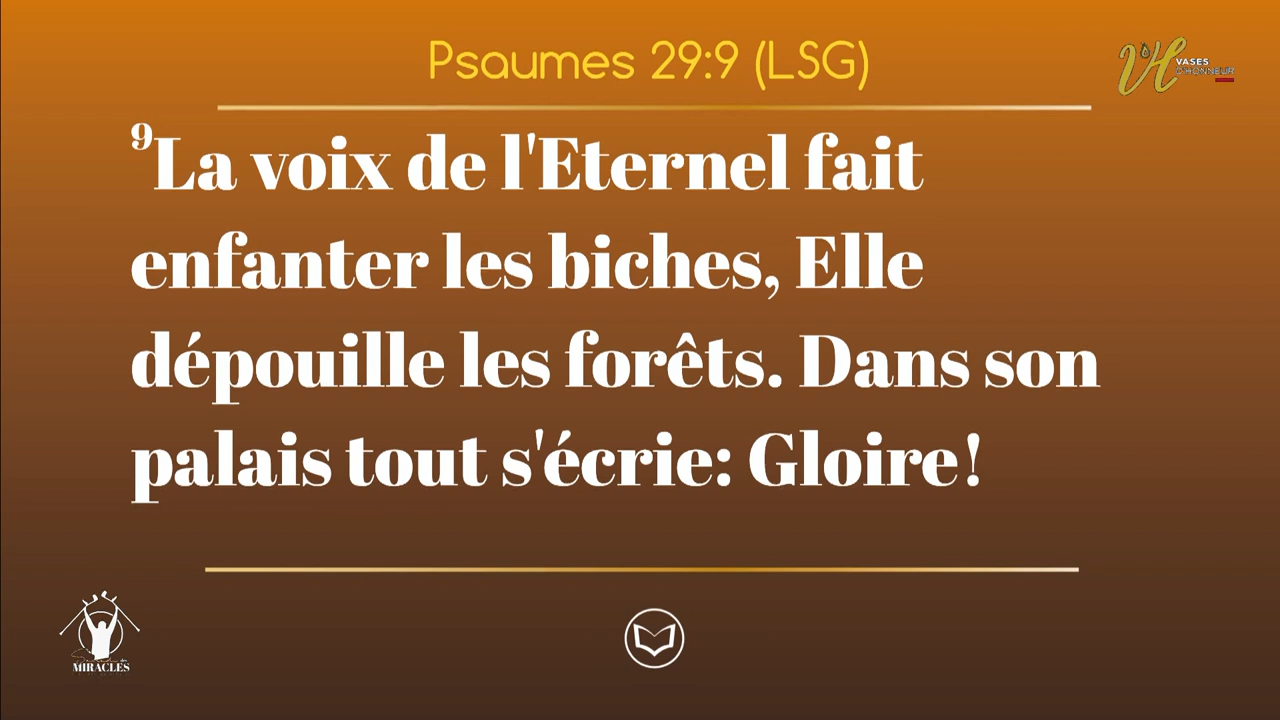 Psaumes 29:9 (LSG)
VASES
D'HONNEUR
⁹La voix de l'Eternel fait
enfanter les biches, Elle
dépouille les forêts. Dans son
palais tout s'écrie: Gloire!
MIRACLES